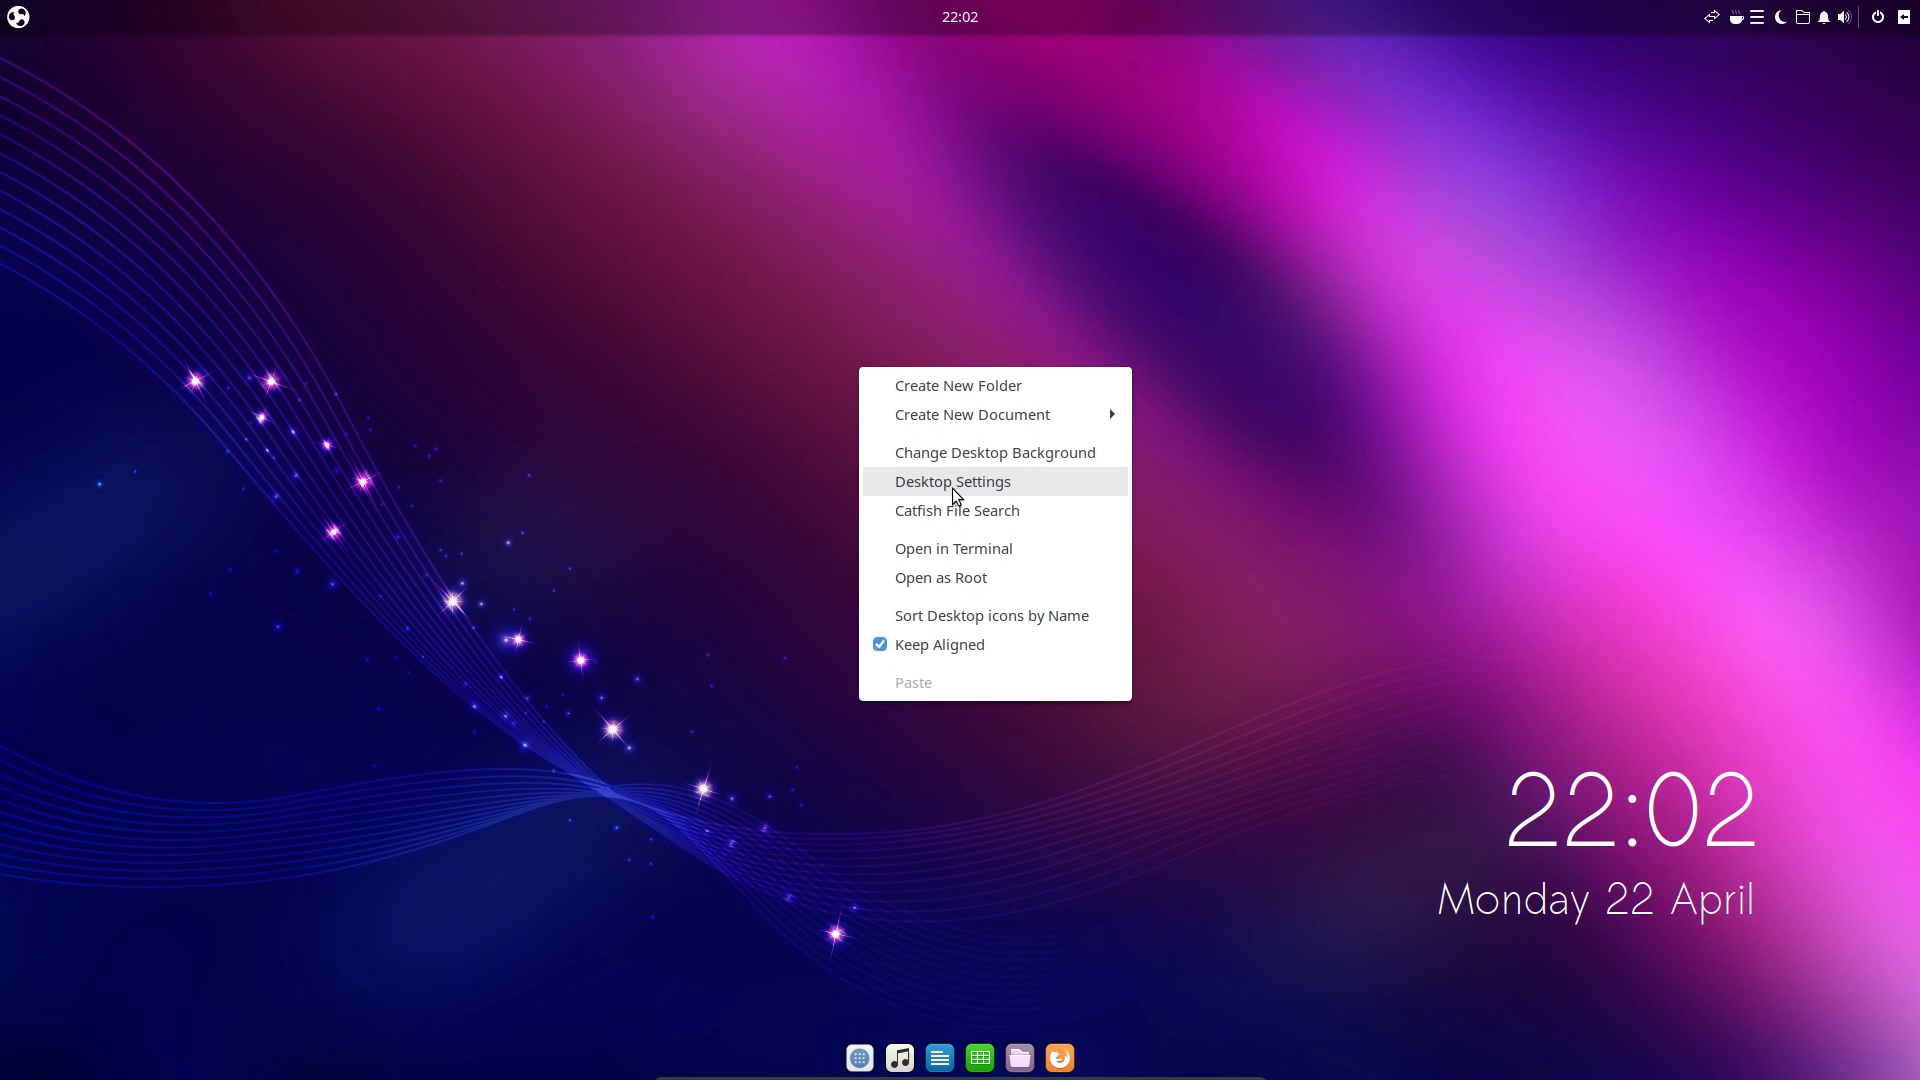 22:02
Create New Folder
Create New Document
Change Desktop Background
Desktop Settings
Catfish File Search
Open in Terminal
Open as Root
Sort Desktop icons by Name
Keep Aligned
Paste
22:02
Monday 22 April